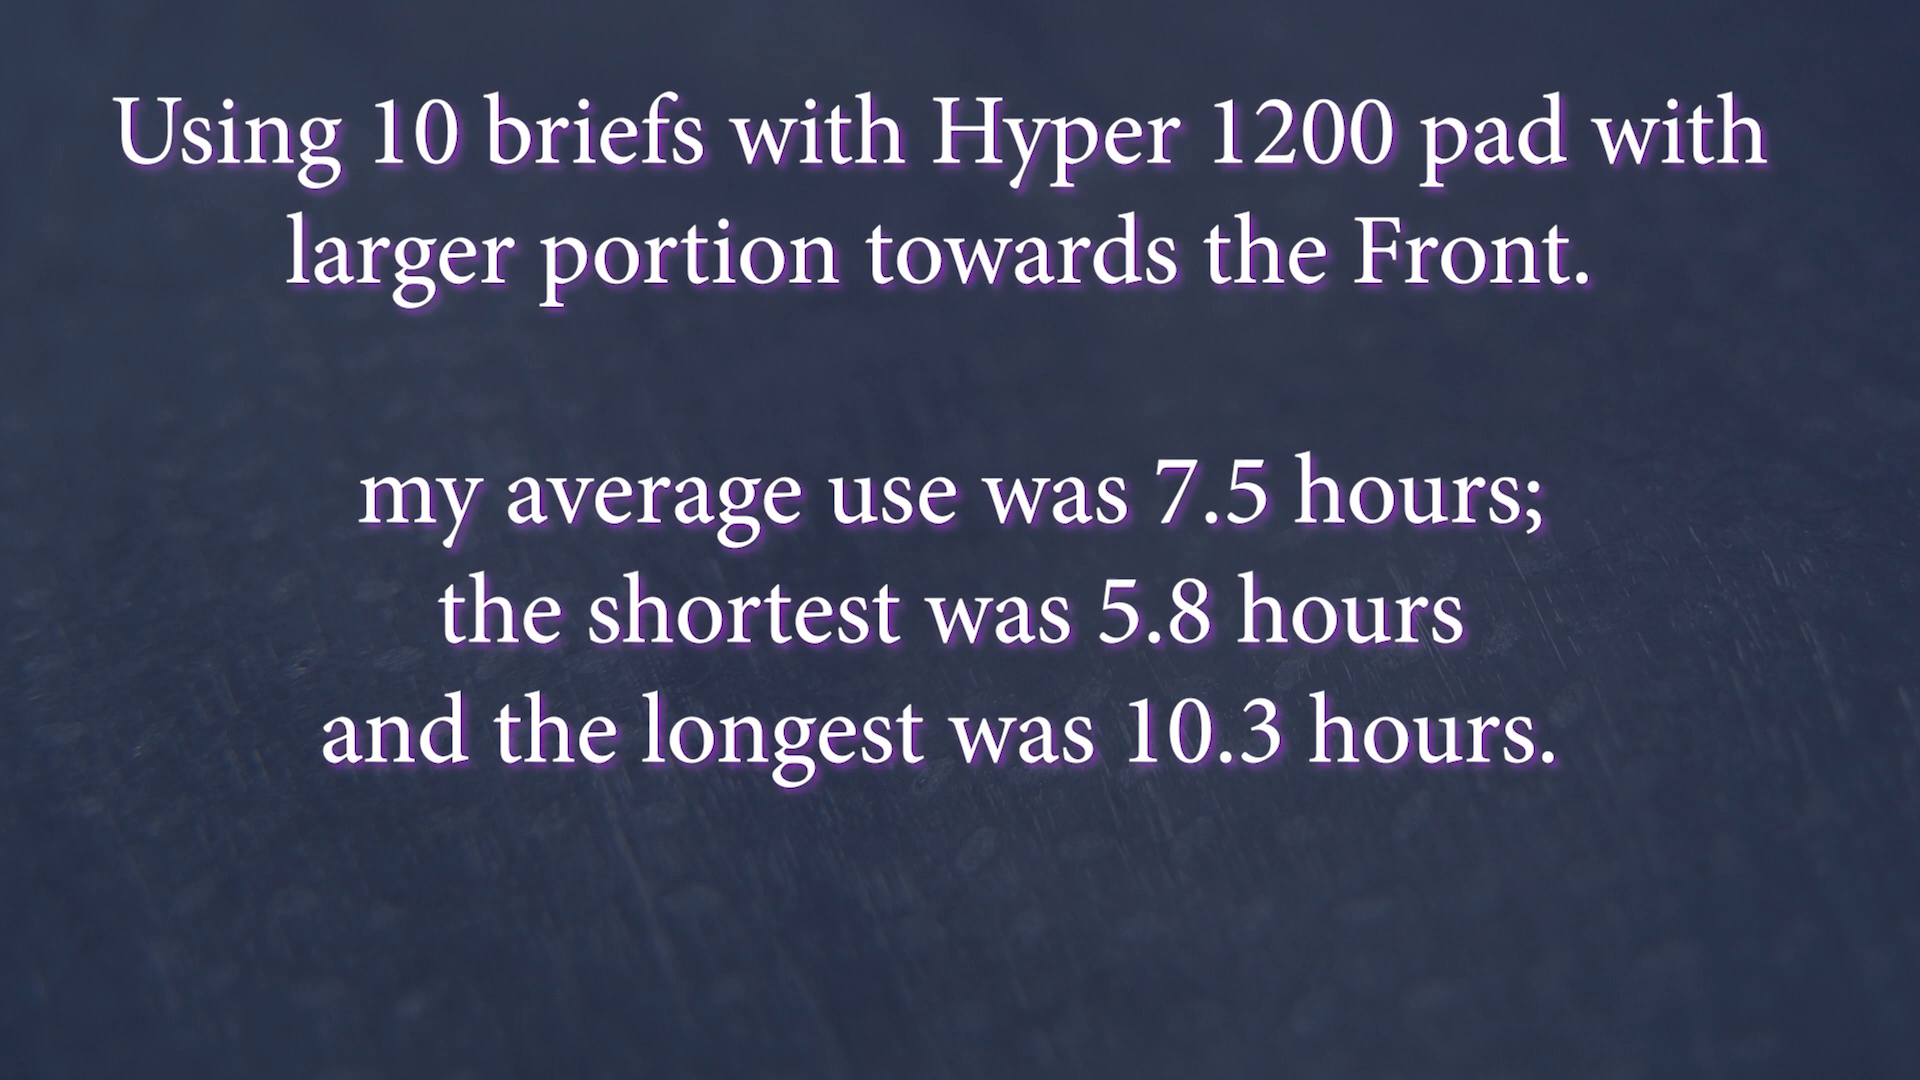 Using 10 briefs with Hyper 1200 pad with
larger portion towards the Front.
my average use was 7.5 hours;
the shortest was 5.8 hours
and the longest was 10.3 hours.